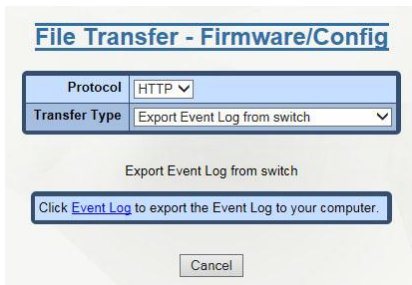 File Transfer - Firmware/Config
Protocol HTTP
Transfer Type Export Event Log from switch
Export Event Log from switch
Click Event Log to export the Event Log to your computer.
Cancel